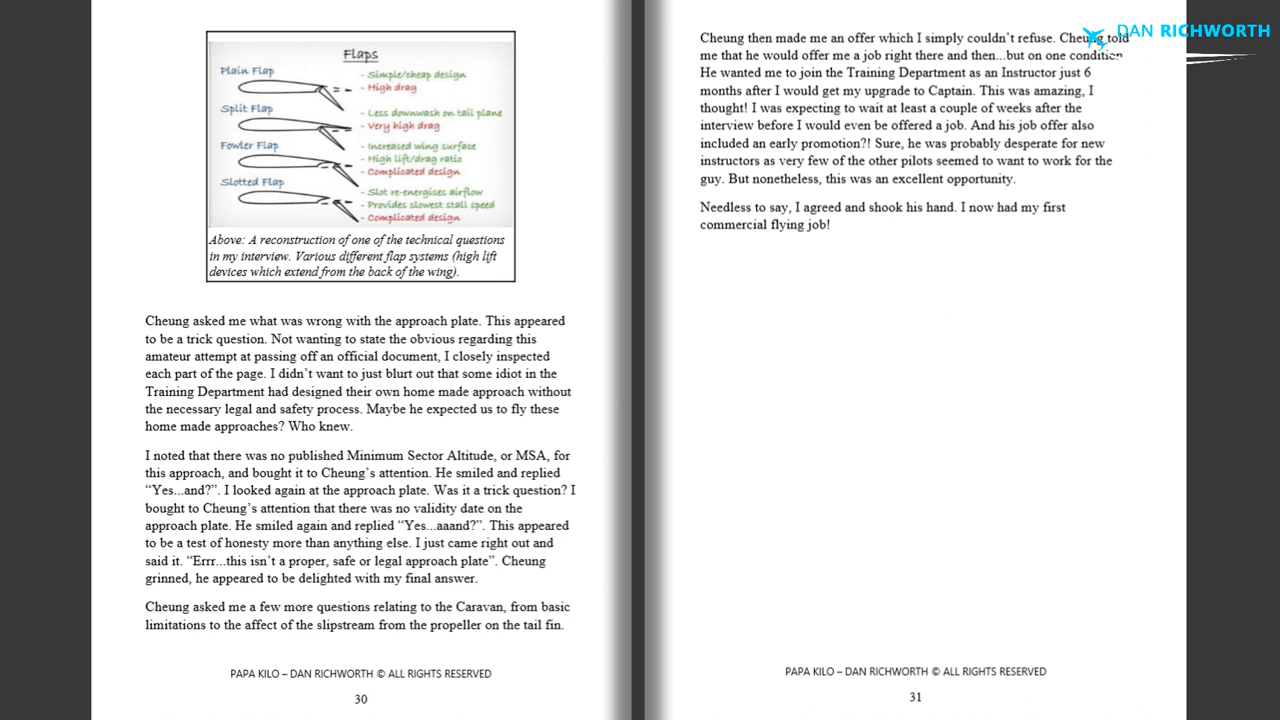 Flaps
Plain Flap
- Simple/cheap design
- High drag
Split Flap
- Less downwash on tail plane
- Very high drag
Fowler Flap
- Increased wing surface
- High lift/drag ratio
- Complicated design
Slotted Flap
- Slot re-energises airflow
- Provides slowest stall speed
- Complicated design
Above: A reconstruction of one of the technical questions
in my interview. Various different flap systems (high lift
devices which extend from the back of the wing).
Cheung asked me what was wrong with the approach plate. This appeared
to be a trick question. Not wanting to state the obvious regarding this
amateur attempt at passing off an official document, I closely inspected
each part of the page. I didn't want to just blurt out that some idiot in the
Training Department had designed their own home made approach without
the necessary legal and safety process. Maybe he expected us to fly these
home made approaches? Who knew.
I noted that there was no published Minimum Sector Altitude, or MSA, for
this approach, and bought it to Cheung's attention. He smiled and replied
“Yes...and?”. I looked again at the approach plate. Was it a trick question? I
bought to Cheung's attention that there was no validity date on the
approach plate. He smiled again and replied “Yes...aaand?”. This appeared
to be a test of honesty more than anything else. I just came right out and
said it. “Errr...this isn't a proper, safe or legal approach plate”. Cheung
grinned, he appeared to be delighted with my final answer.
Cheung asked me a few more questions relating to the Caravan, from basic
limitations to the affect of the slipstream from the propeller on the tail fin.
PAPA KILO – DAN RICHWORTH © ALL RIGHTS RESERVED
30
DAN RICHWORTH
Cheung then made me an offer which I simply couldn't refuse. Cheung told
me that he would offer me a job right there and then...but on one condition
He wanted me to join the Training Department as an Instructor just 6
months after I would get my upgrade to Captain. This was amazing, I
thought! I was expecting to wait at least a couple of weeks after the
interview before I would even be offered a job. And his job offer also
included an early promotion?! Sure, he was probably desperate for new
instructors as very few of the other pilots seemed to want to work for the
guy. But nonetheless, this was an excellent opportunity.
Needless to say, I agreed and shook his hand. I now had my first
commercial flying job!
PAPA KILO – DAN RICHWORTH © ALL RIGHTS RESERVED
31